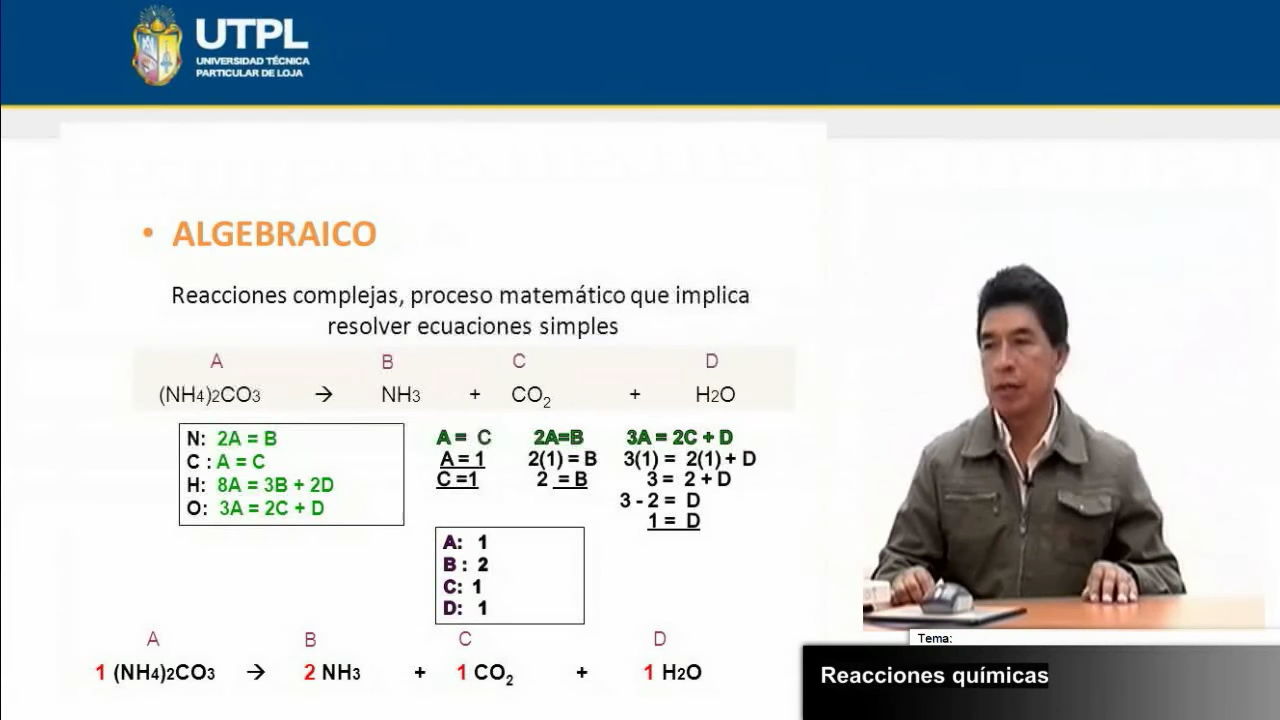 UTPL
UNIVERSIDAD TÉCNICA
PARTICULAR DE LOJA
• ALGEBRAICO
Reacciones complejas, proceso matemático que implica
resolver ecuaciones simples
A B C D
(NH4)2CO3 → NH3 + CO₂ + H2O
N: 2A = B
C : A = C
H: 8A = 3B + 2D
O: 3A = 2C + D
A = C
A = 1
C =1
2A=B
2(1) = B
2 = B
3A = 2C + D
3(1) = 2(1) + D
3 = 2 + D
3 - 2 = D
1 = D
A: 1
B : 2
C: 1
D: 1
A B C D
1 (NH4)2CO3 → 2 NH3 + 1 CO₂ + 1 H2O
Tema:
Reacciones químicas